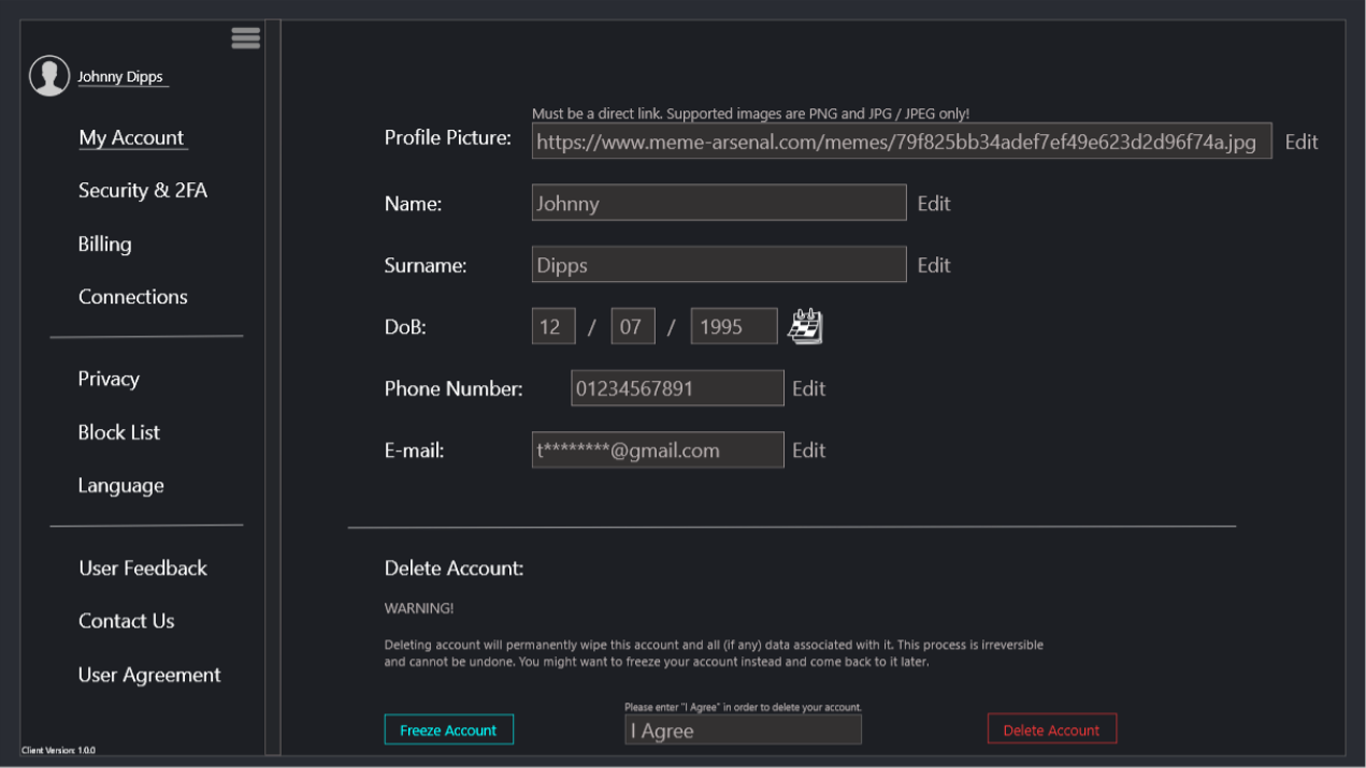 Johnny Dipps
My Account
Security & 2FA
Billing
Connections
Privacy
Block List
Language
User Feedback
Contact Us
User Agreement
Client Version: 1.0.0
Must be a direct link. Supported images are PNG and JPG / JPEG only!
Profile Picture: https://www.meme-arsenal.com/memes/79f825bb34adef7ef49e623d2d96f74a.jpg Edit
Name: Johnny Edit
Surname: Dipps Edit
DoB: 12 / 07 / 1995
Phone Number: 01234567891 Edit
E-mail: t********@gmail.com Edit
Delete Account:
WARNING!
Deleting account will permanently wipe this account and all (if any) data associated with it. This process is irreversible
and cannot be undone. You might want to freeze your account instead and come back to it later.
Please enter "I Agree" in order to delete your account.
Freeze Account I Agree Delete Account